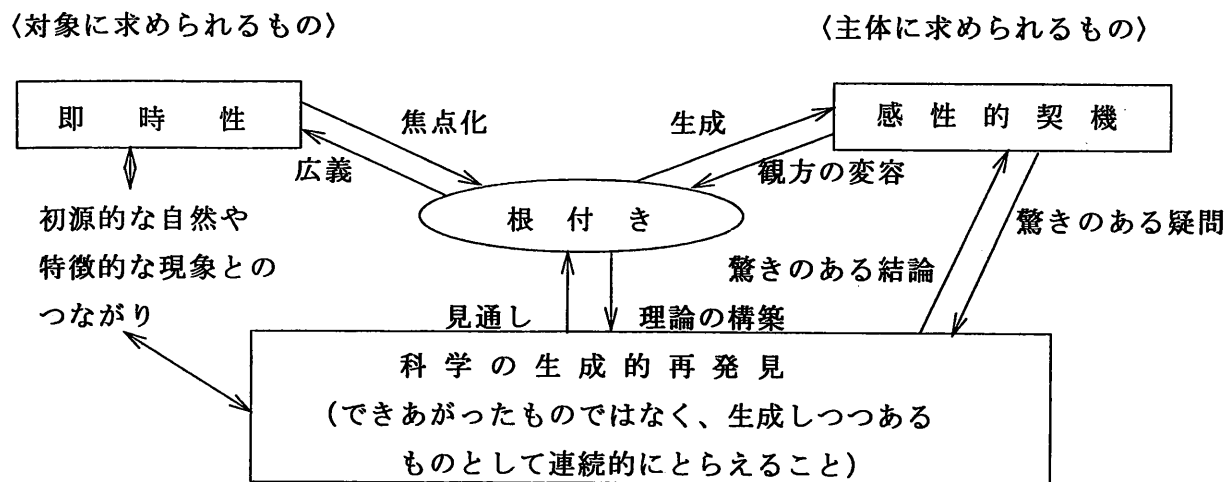 〈対象に求められるもの〉
〈主体に求められるもの〉
即時性
感性的契機
焦点化
生成
広義
観方の変容
根付き
初源的な自然や
特徴的な現象との
つながり
驚きのある疑問
驚きのある結論
見通し
理論の構築
科学の生成的再発見
(できあがったものではなく、生成しつつある
ものとして連続的にとらえること)